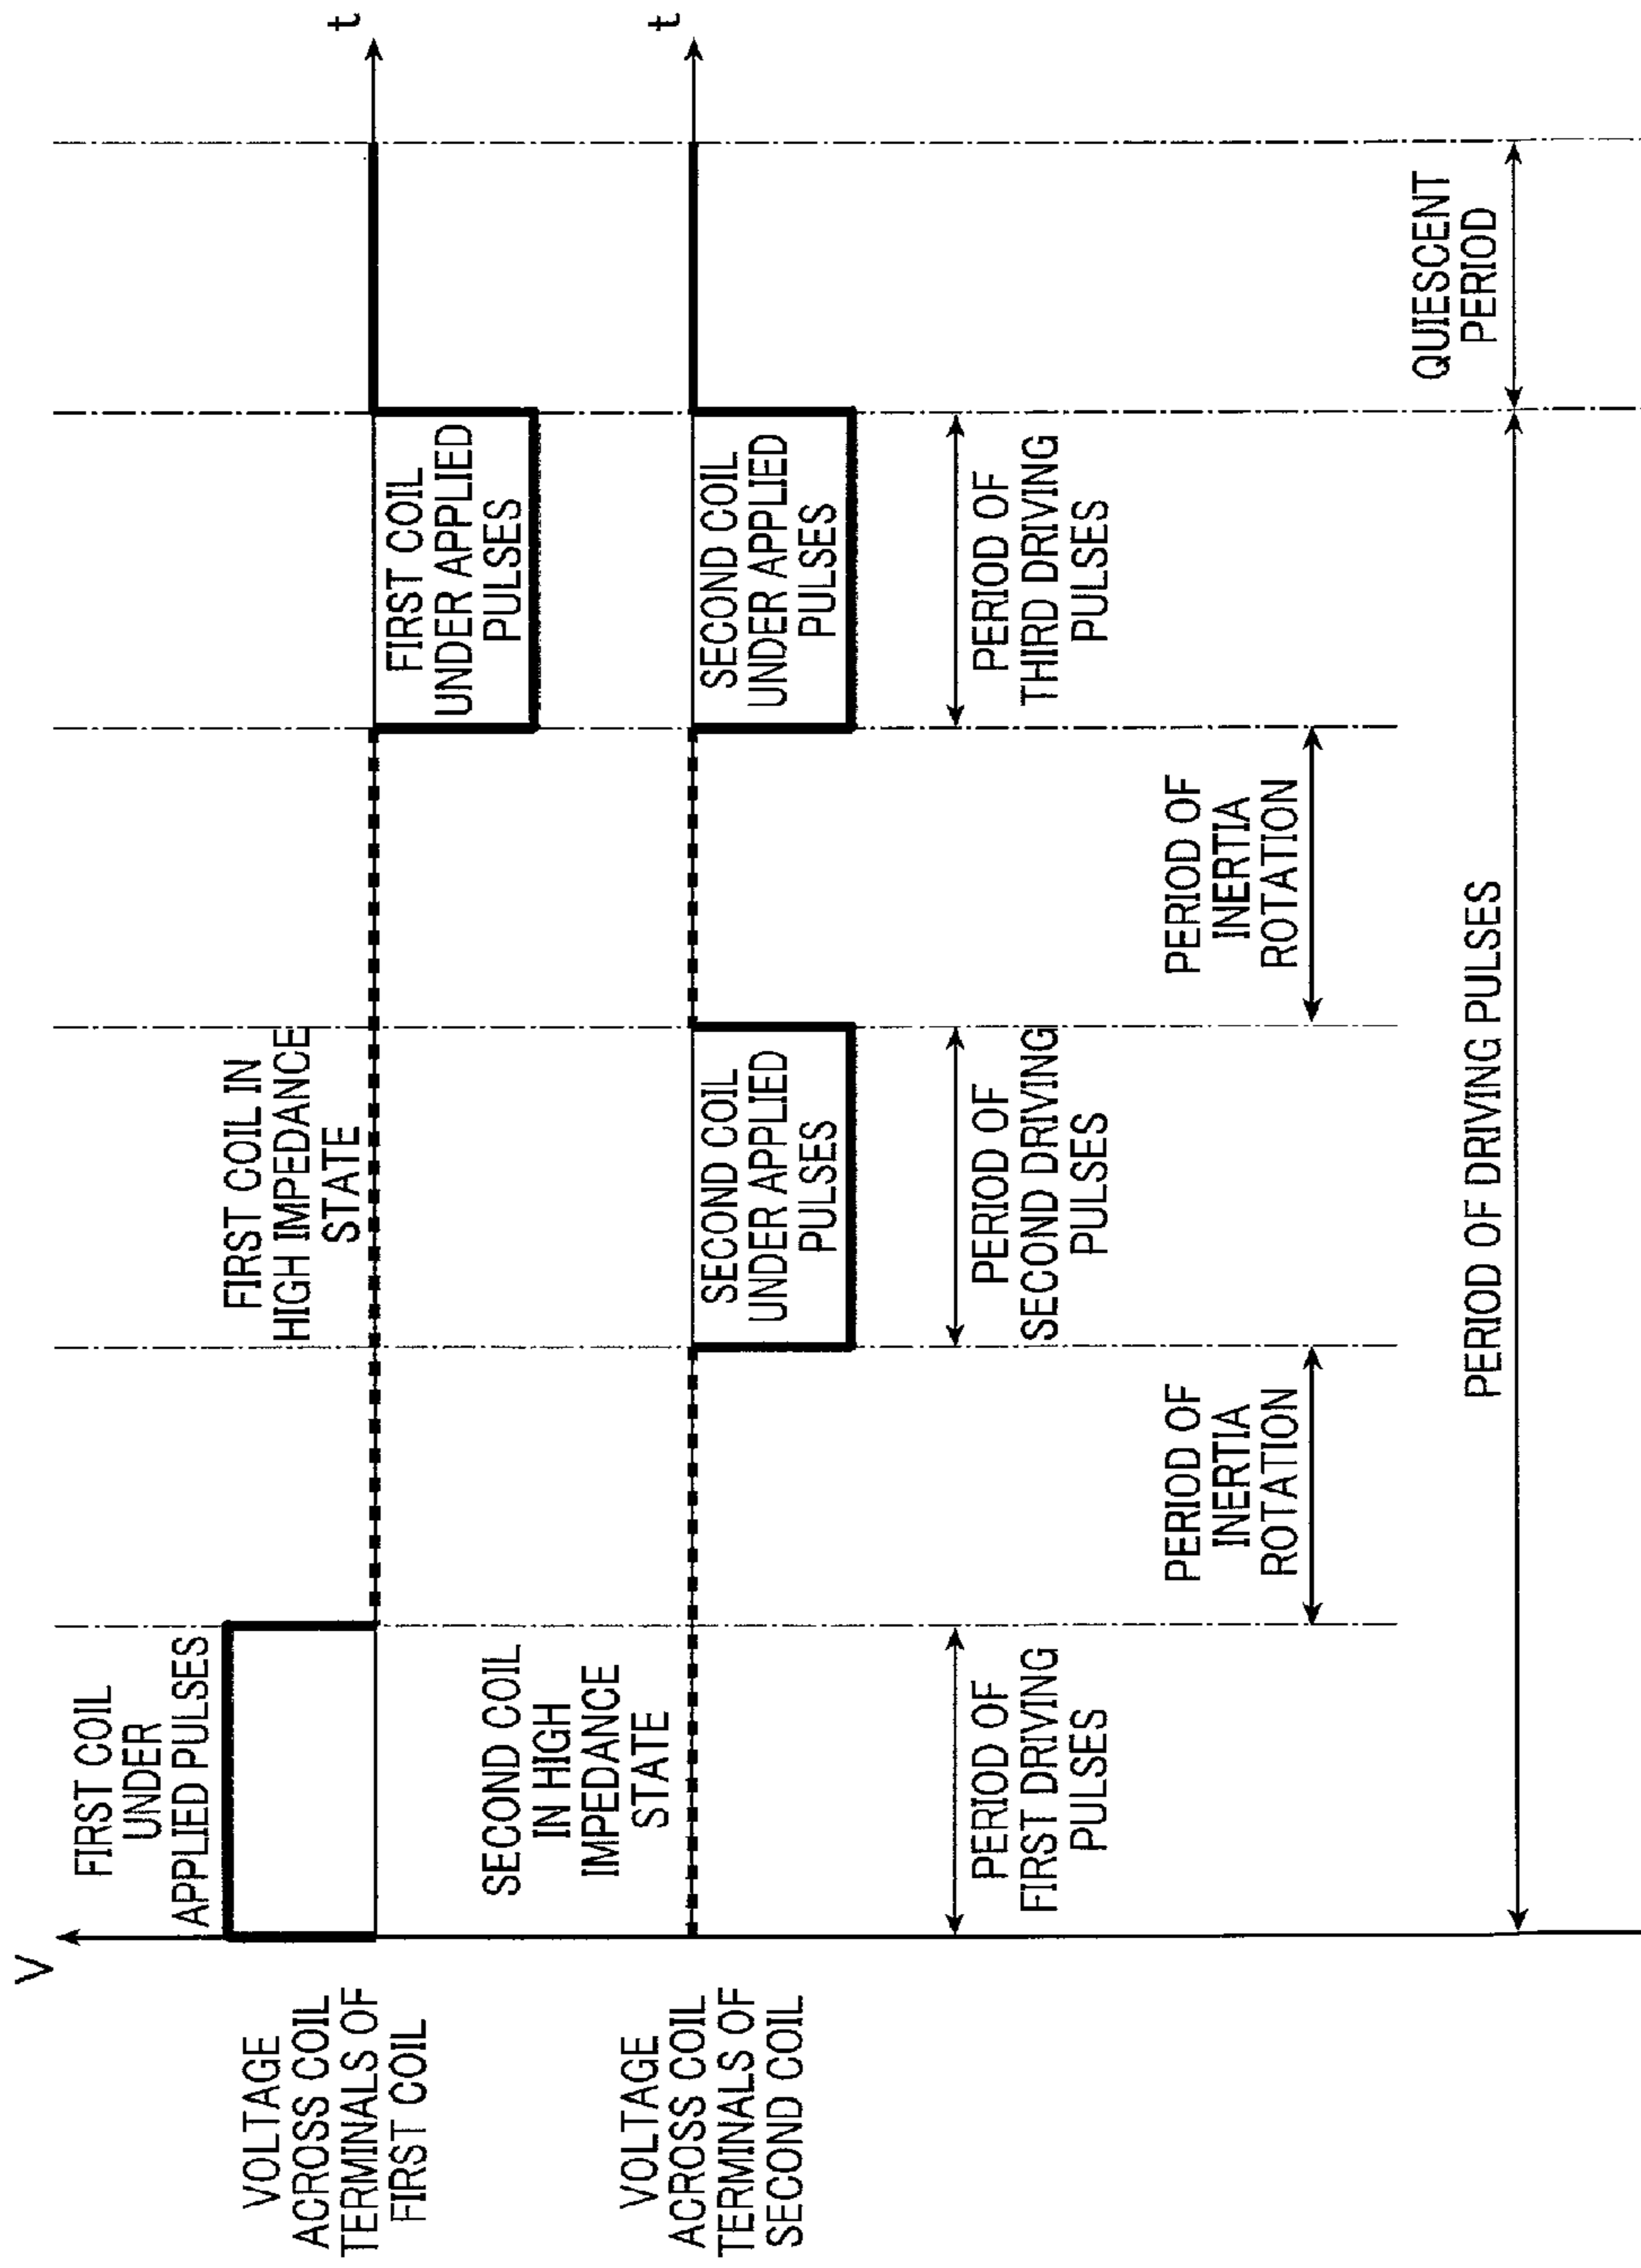 V
FIRST COIL
UNDER
APPLIED PULSES
FIRST COIL IN
HIGH IMPEDANCE
STATE
VOLTAGE
ACROSS COIL
TERMINALS OF
FIRST COIL
t
FIRST COIL
UNDER APPLIED
PULSES
SECOND COIL
IN HIGH
IMPEDANCE
STATE
VOLTAGE
ACROSS COIL
TERMINALS OF
SECOND COIL
t
SECOND COIL
UNDER APPLIED
PULSES
SECOND COIL
UNDER APPLIED
PULSES
PERIOD OF
FIRST DRIVING
PULSES
PERIOD OF
SECOND DRIVING
PULSES
PERIOD OF
THIRD DRIVING
PULSES
PERIOD OF
INERTIA
ROTATION
PERIOD OF
INERTIA
ROTATION
PERIOD OF DRIVING PULSES
QUIESCENT
PERIOD